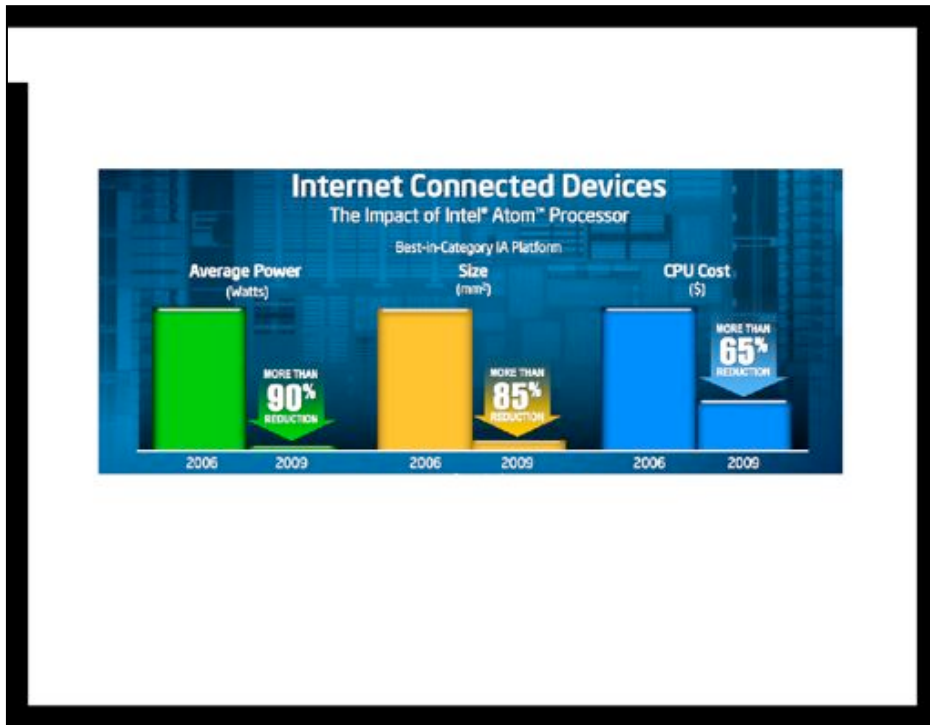 Internet Connected Devices
The Impact of Intel® Atom™ Processor
Best-in-Category IA Platform
Average Power
(Watts)
MORE THAN
90%
REDUCTION
2006 2009
Size
(mm²)
MORE THAN
85%
REDUCTION
2006 2009
CPU Cost
($)
MORE THAN
65%
REDUCTION
2006 2009